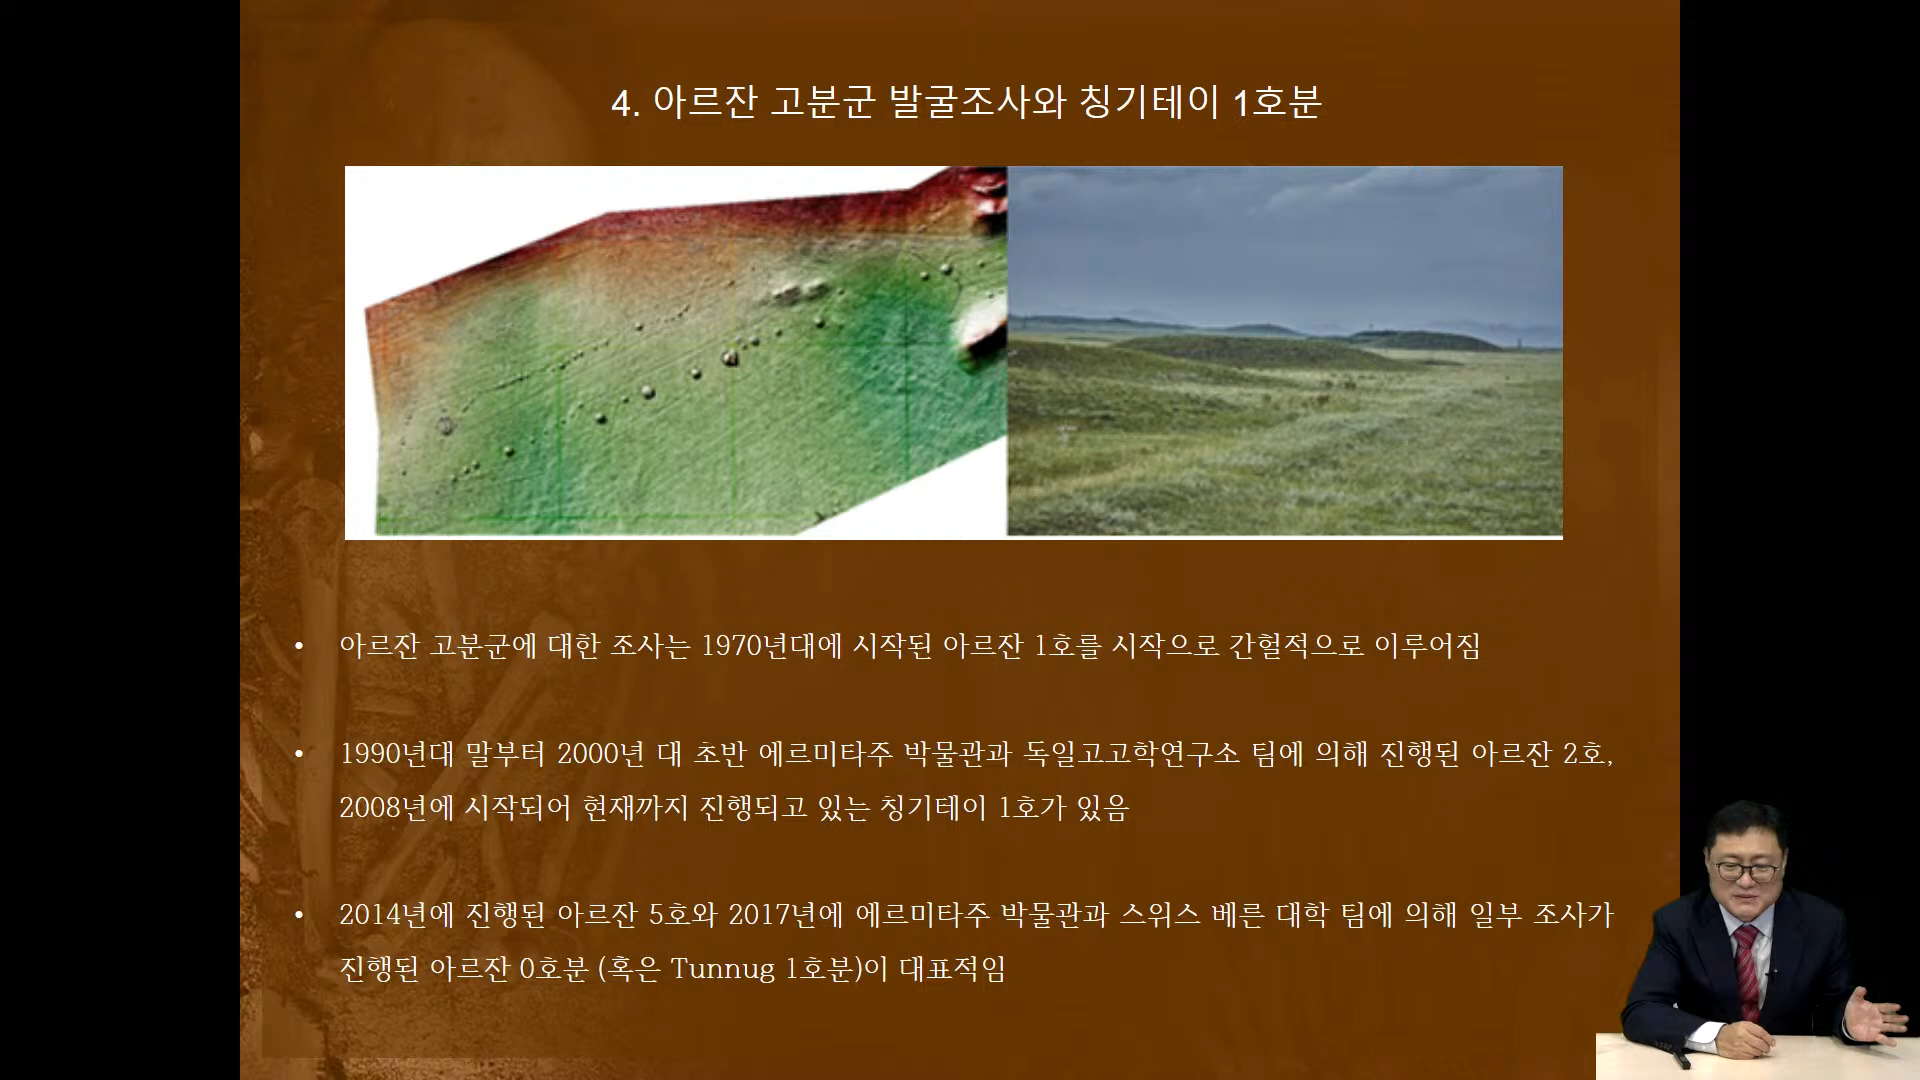 4. 아르잔 고분군 발굴조사와 칭기테이 1호분
• 아르잔 고분군에 대한 조사는 1970년대에 시작된 아르잔 1호를 시작으로 간헐적으로 이루어짐
• 1990년대 말부터 2000년 대 초반 에르미타주 박물관과 독일고고학연구소 팀에 의해 진행된 아르잔 2호,
2008년에 시작되어 현재까지 진행되고 있는 칭기테이 1호가 있음
• 2014년에 진행된 아르잔 5호와 2017년에 에르미타주 박물관과 스위스 베른 대학 팀에 의해 일부 조사가
진행된 아르잔 0호분 (혹은 Tunnug 1호분)이 대표적임